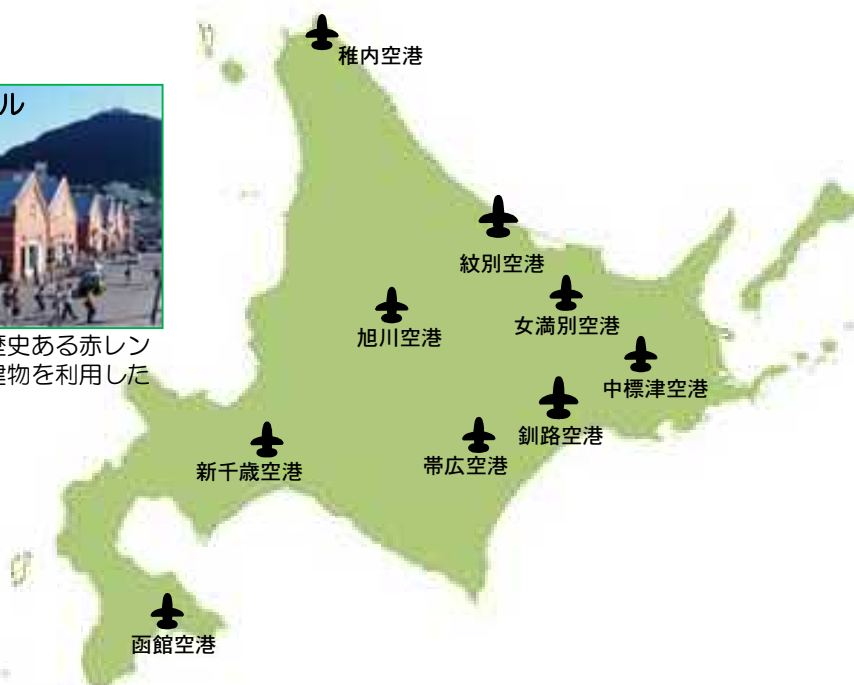 稚内空港
ル
紋別空港
女満別空港
旭川空港
歴史ある赤レン
建物を利用した
中標津空港
釧路空港
帯広空港
新千歳空港
函館空港